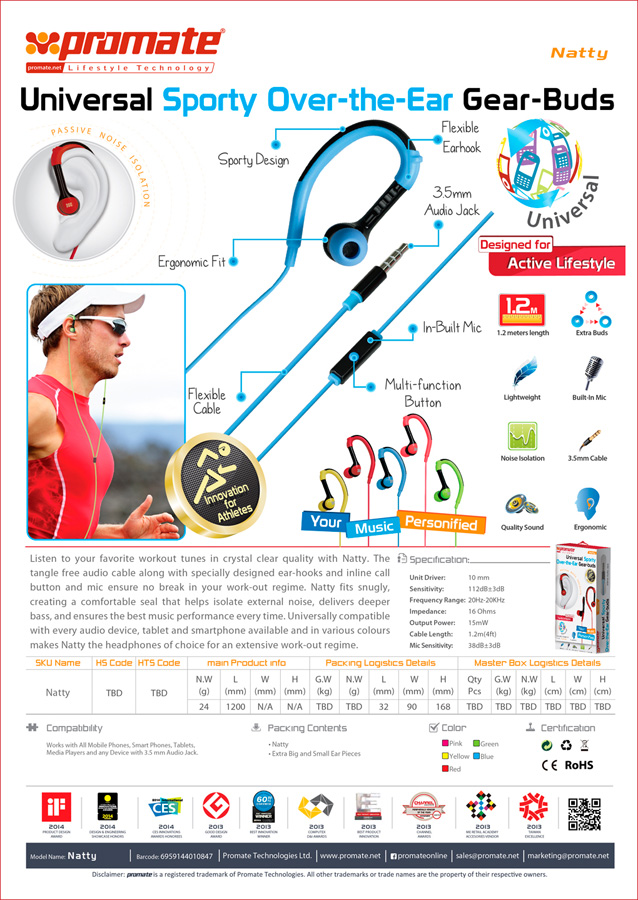 promate®
promate.net Lifestyle Technology
Natty
Universal Sporty Over-the-Ear Gear-Buds
PASSIVE NOISE ISOLATION
Sporty Design
Flexible
Earhook
3.5mm
Audio Jack
Universal
Ergonomic Fit
Designed for
Active Lifestyle
1.2M
1.2 meters length
Extra Buds
In-Built Mic
Flexible
Cable
Multi-function
Button
Lightweight
Built-In Mic
Innovation
for
Athletes
Noise Isolation
3.5mm Cable
Your Music Personified
Quality Sound
Ergonomic
Listen to your favorite workout tunes in crystal clear quality with Natty. The
tangle free audio cable along with specially designed ear-hooks and inline call
button and mic ensure no break in your work-out regime. Natty fits snugly,
creating a comfortable seal that helps isolate external noise, delivers deeper
bass, and ensures the best music performance every time. Universally compatible
with every audio device, tablet and smartphone available and in various colours
makes Natty the headphones of choice for an extensive work-out regime.
Specification:
Unit Driver: 10 mm
Sensitivity: 112dB±3dB
Frequency Range: 20Hz-20KHz
Impedance: 16 Ohms
Output Power: 15mW
Cable Length: 1.2m(4ft)
Mic Sensitivity: 38dB±3dB
promate
Universal Sporty
Over-the-Ear Gear-buds
SKU Name HS Code HTS Code main Product info Packing Logistics Details Master Box Logistics Details
N.W (g) L (mm) W (mm) H (mm) G.W (kg) N.W (g) L (mm) W (mm) H (mm) Qty Pcs G.W (kg) N.W (kg) L (cm) W (cm) H (cm)
Natty TBD TBD 24 1200 N/A N/A TBD TBD 32 90 168 TBD TBD TBD TBD TBD TBD
Compatibility
Works with All Mobile Phones, Smart Phones, Tablets,
Media Players and any Device with 3.5 mm Audio Jack.
Packing Contents
• Natty
• Extra Big and Small Ear Pieces
Color
Pink Green
Yellow Blue
Red
Certification
CE RoHS
iF
CES
60
CHANNEL
2014
PRODUCT DESIGN
AWARD
2014
DESIGN & ENGINEERING
SHOWCASE HONORS
2014
CES INNOVATIONS
AWARDS HONOREES
2013
GOOD DESIGN
AWARD
2013
BEST INNOVATION
WINNER
2013
COMPUTEX
D&I AWARDS
2013
BEST PRODUCT
INNOVATION
2013
CHANNEL
AWARDS
2013
ME RETAIL ACADEMY
ACCESSORIES VENDOR
2013
TAIWAN
EXCELLENCE
Model Name: Natty | Barcode: 6959144010847 | Promate Technologies Ltd. | www.promate.net | promateonline | sales@promate.net | marketing@promate.net
Disclaimer: promate is a registered trademark of Promate Technologies. All other trademarks or trade names are the property of their respective owners.